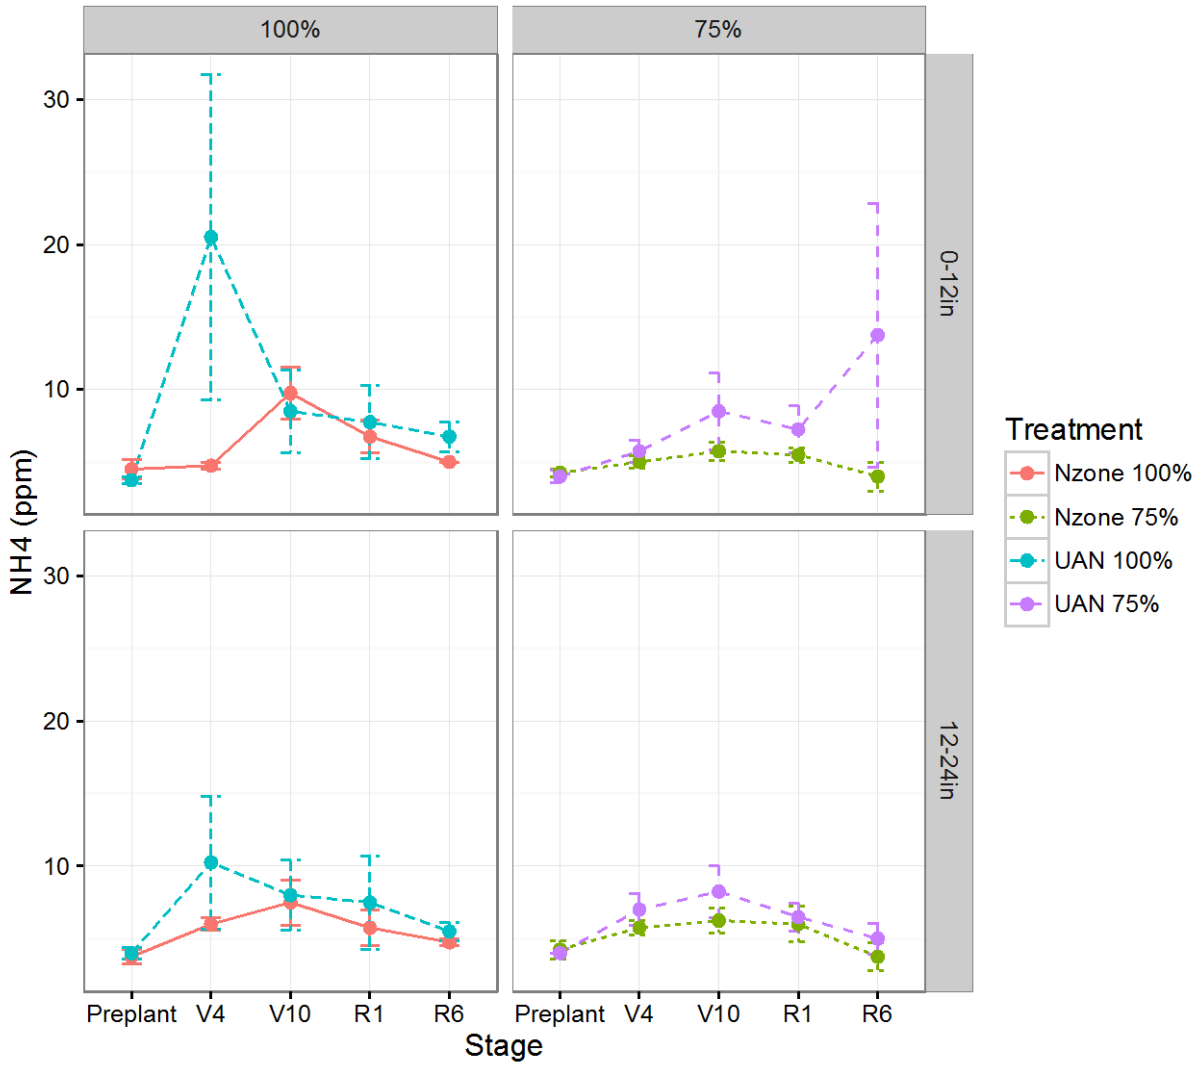 100%
75%
30
20
10
0-12in
30
20
10
12-24in
NH4 (ppm)
Preplant V4 V10 R1 R6
Preplant V4 V10 R1 R6
Stage
Treatment
Nzone 100%
Nzone 75%
UAN 100%
UAN 75%